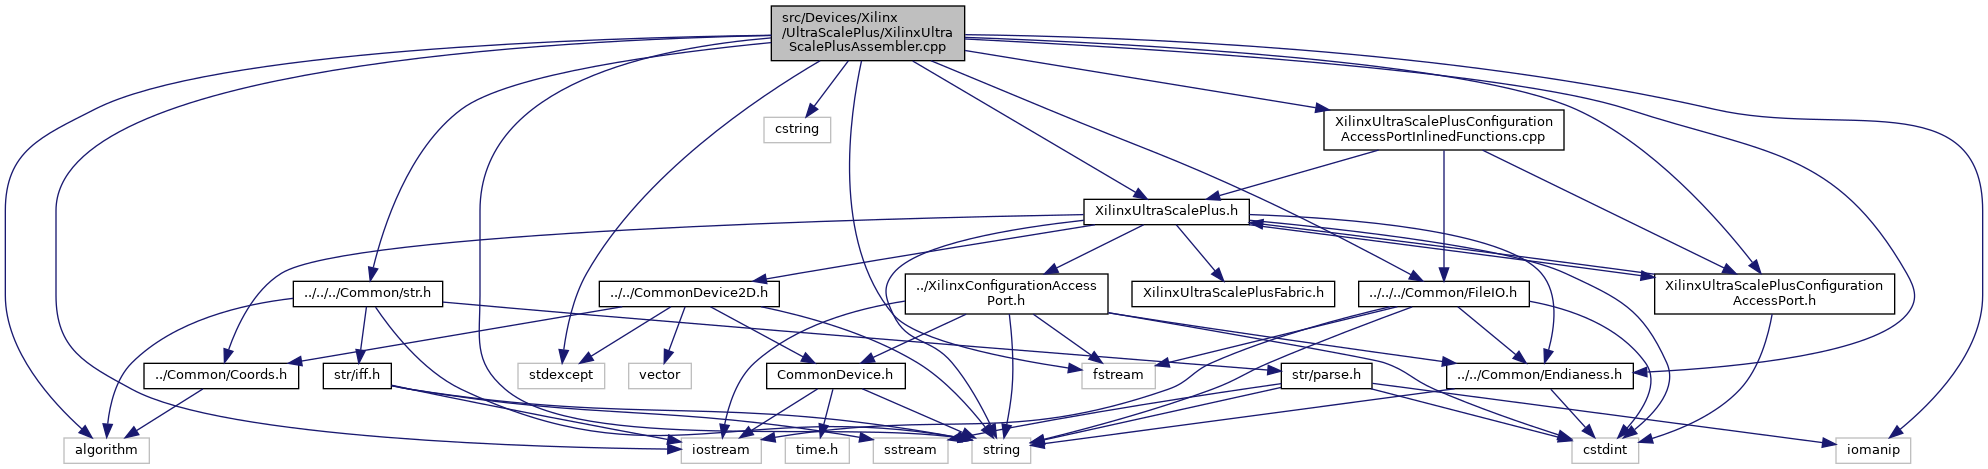 src/Devices/Xilinx
/UltraScalePlus/XilinxUltra
ScalePlusAssembler.cpp
cstring
XilinxUltraScalePlusConfiguration
AccessPortInlinedFunctions.cpp
XilinxUltraScalePlus.h
../../../Common/str.h
../../CommonDevice2D.h
../XilinxConfigurationAccess
Port.h
XilinxUltraScalePlusFabric.h
../../../Common/FileIO.h
XilinxUltraScalePlusConfiguration
AccessPort.h
../Common/Coords.h
str/iff.h
stdexcept
vector
CommonDevice.h
fstream
str/parse.h
../../Common/Endianess.h
algorithm
iostream
time.h
sstream
string
cstdint
iomanip